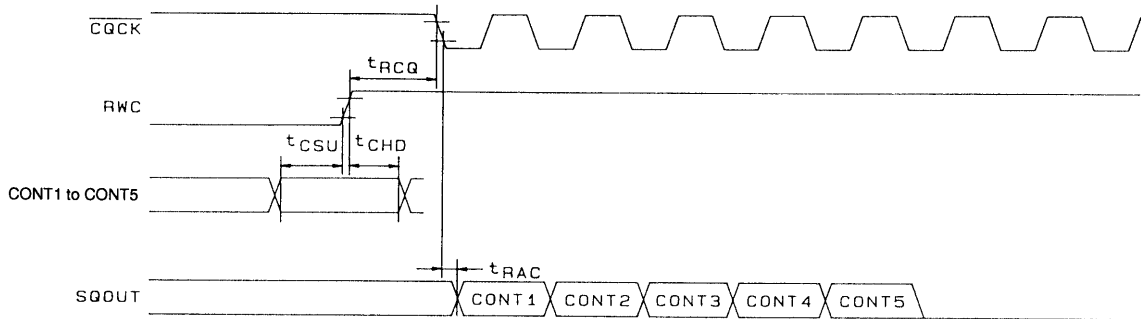 CQCK
tRCQ
RWC
tCSU tCHD
CONT1 to CONT5
tRAC
SQOUT CONT1 CONT2 CONT3 CONT4 CONT5